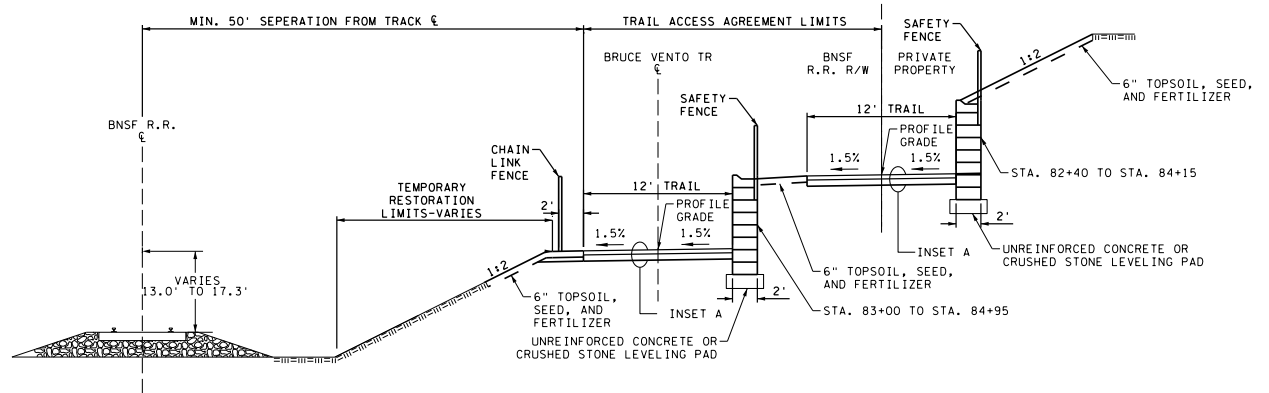 MIN. 50' SEPERATION FROM TRACK ℄
TRAIL ACCESS AGREEMENT LIMITS
SAFETY
FENCE
BRUCE VENTO TR
℄
BNSF
R.R. R/W
PRIVATE
PROPERTY
1:2
6" TOPSOIL, SEED,
AND FERTILIZER
SAFETY
FENCE
12' TRAIL
BNSF R.R.
℄
PROFILE
GRADE
CHAIN
LINK
FENCE
1.5%
1.5%
STA. 82+40 TO STA. 84+15
TEMPORARY
RESTORATION
LIMITS-VARIES
12' TRAIL
2'
PROFILE
GRADE
2'
1.5%
1.5%
INSET A
UNREINFORCED CONCRETE OR
CRUSHED STONE LEVELING PAD
1:2
6" TOPSOIL, SEED,
AND FERTILIZER
VARIES
13.0' TO 17.3'
6" TOPSOIL,
SEED, AND
FERTILIZER
2'
INSET A
STA. 83+00 TO STA. 84+95
UNREINFORCED CONCRETE OR
CRUSHED STONE LEVELING PAD